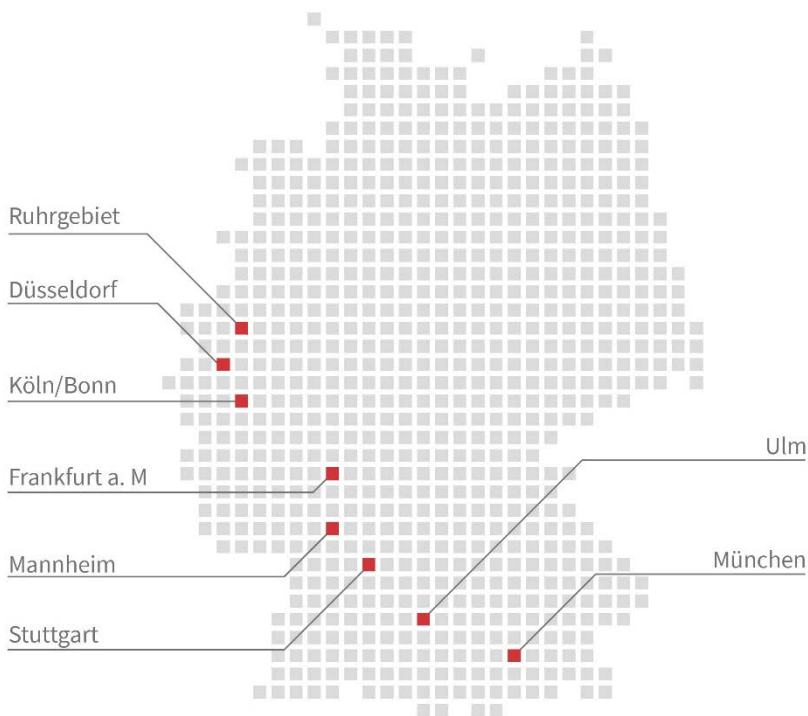 Ruhrgebiet
Düsseldorf
Köln/Bonn
Frankfurt a. M
Mannheim
Stuttgart
Ulm
München